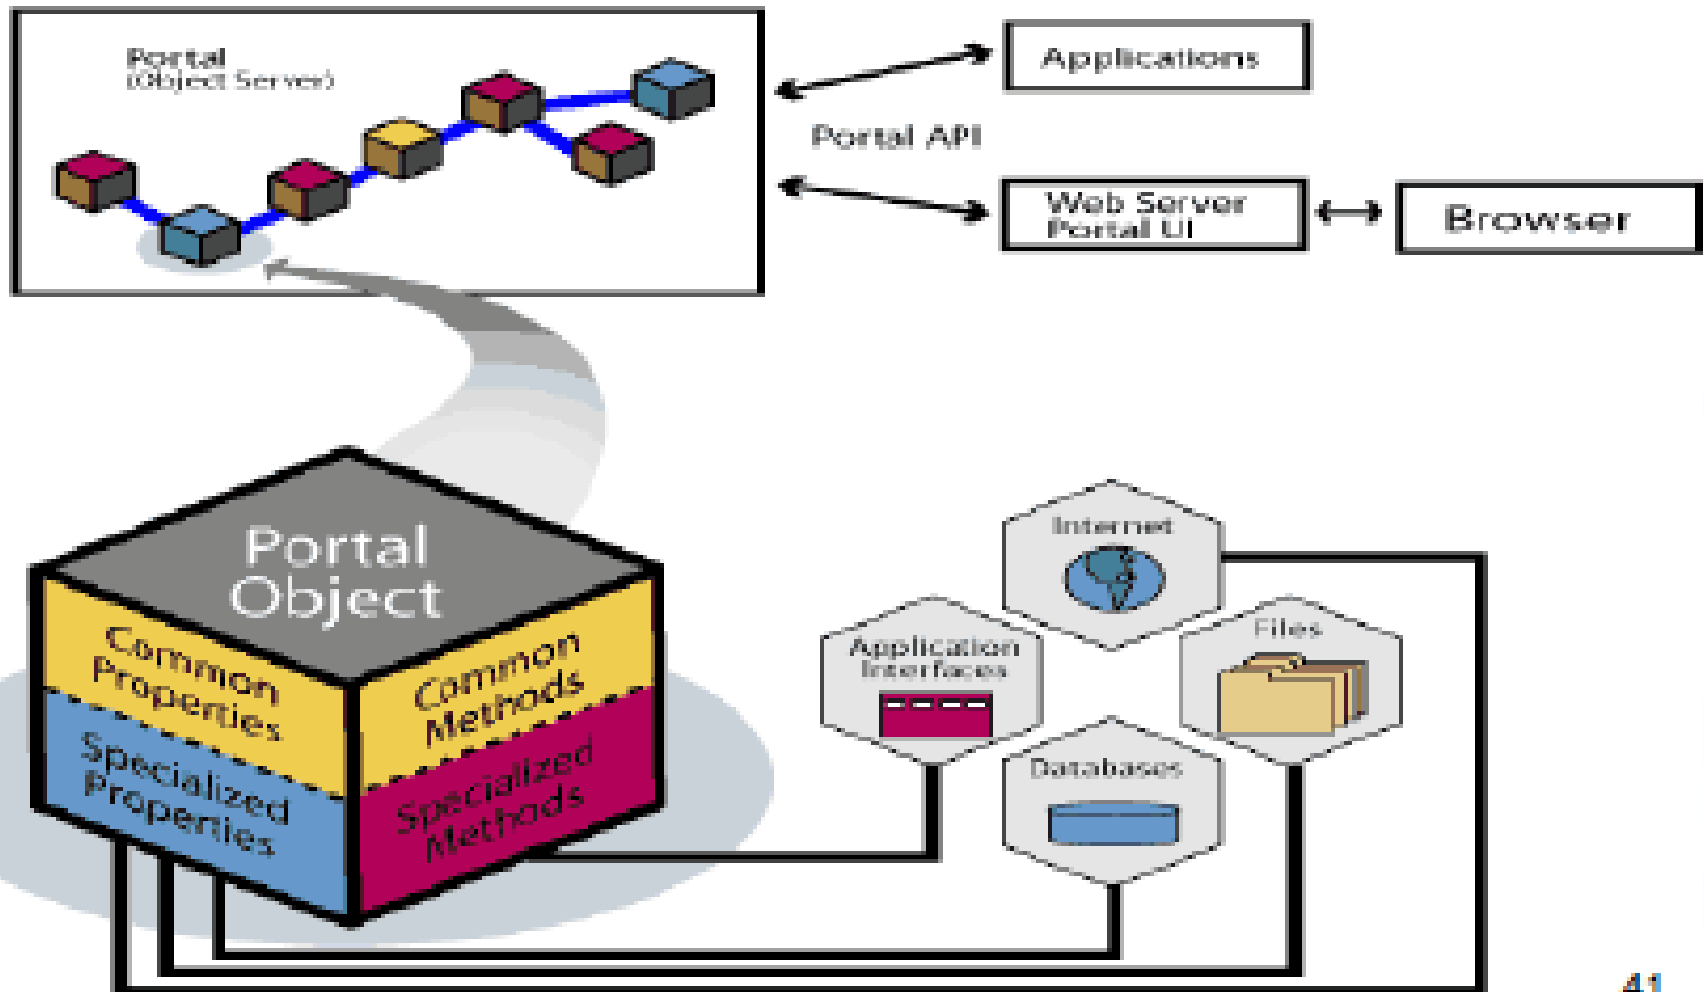 Portal
(Object Server)
Applications
Portal API
Web Server
Portal UI
Browser
Portal
Object
Common
Properties
Common
Methods
Specialized
Properties
Specialized
Methods
Internet
Application
Interfaces
Files
Databases
41